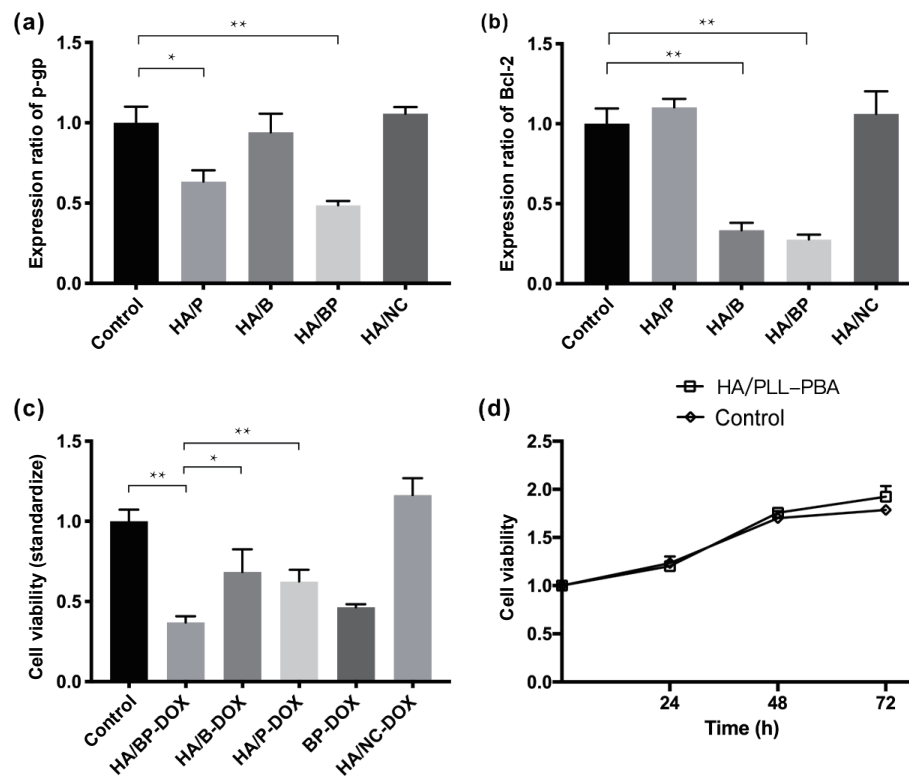 (a)
Expression ratio of p-gp
1.5
1.0
0.5
0.0
*
**
Control
HA/P
HA/B
HA/BP
HA/NC
(b)
Expression ratio of Bcl-2
1.5
1.0
0.5
0.0
**
**
Control
HA/P
HA/B
HA/BP
HA/NC
(c)
Cell viability (standardize)
1.5
1.0
0.5
0.0
**
*
**
Control
HA/BP-DOX
HA/B-DOX
HA/P-DOX
BP-DOX
HA/NC-DOX
(d)
HA/PLL–PBA
Control
Cell viability
2.5
2.0
1.5
1.0
0.5
0.0
24
48
72
Time (h)